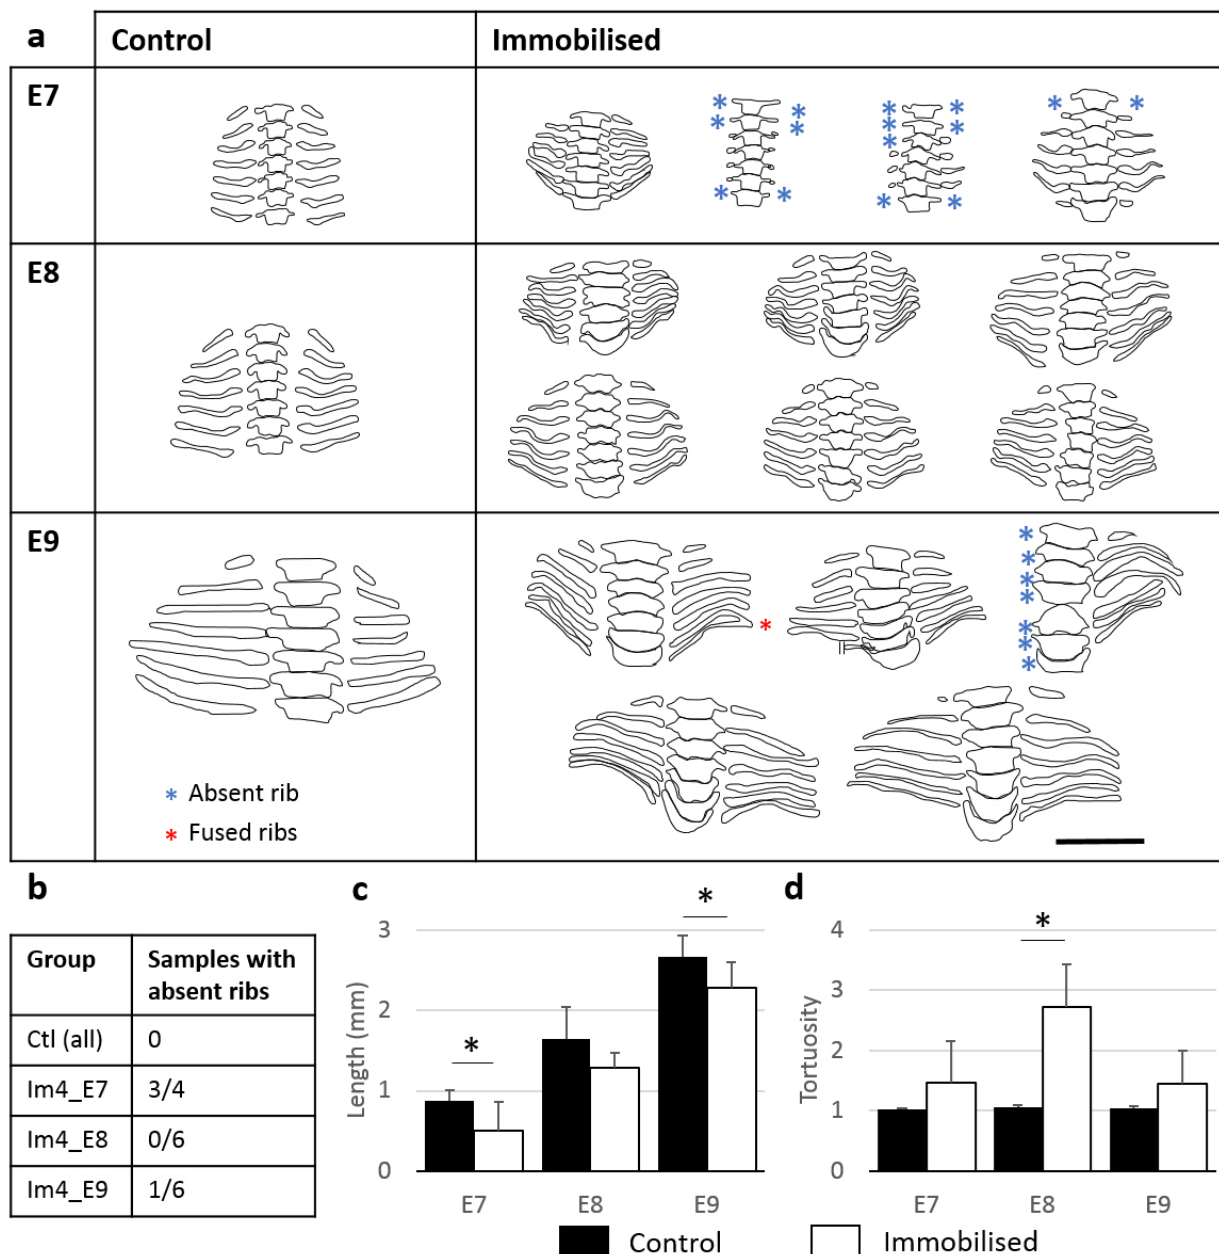 a
Control
Immobilised
E7
* *
* *
* *
* *
* *
* *
*
* *
* *
E8
E9
*
*
*
*
*
*
*
*
* Absent rib
* Fused ribs
b
Group
Samples with
absent ribs
Ctl (all)
0
Im4_E7
3/4
Im4_E8
0/6
Im4_E9
1/6
c
*
*
3
2
1
0
Length (mm)
E7
E8
E9
d
*
4
3
2
1
0
Tortuosity
E7
E8
E9
Control
Immobilised